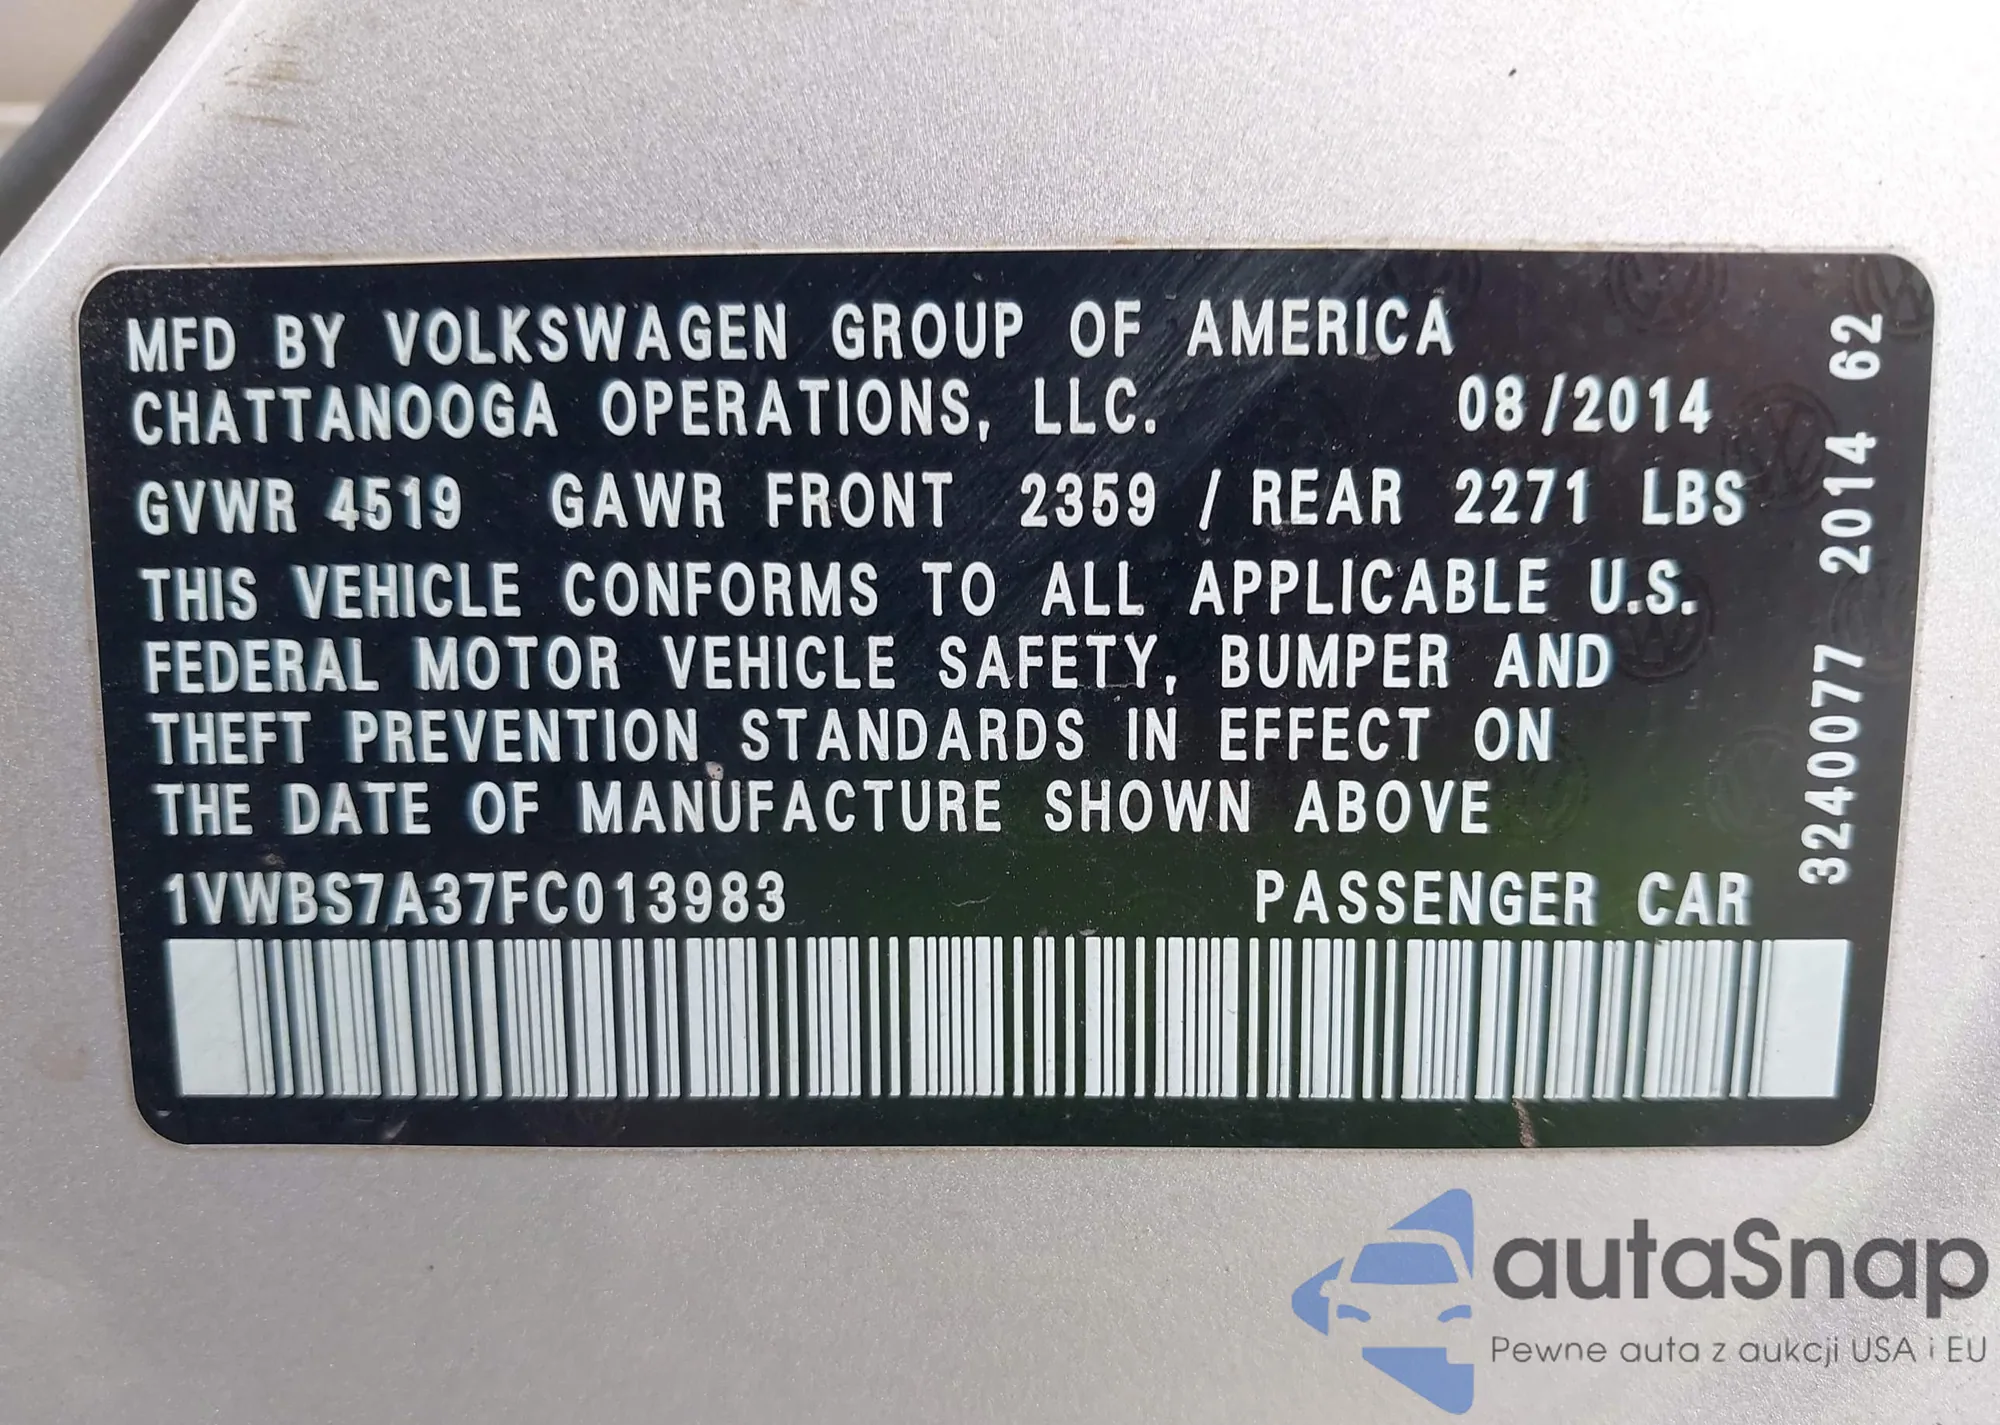 MFD BY VOLKSWAGEN GROUP OF AMERICA
CHATTANOOGA OPERATIONS, LLC. 08/2014
GVWR 4519 GAWR FRONT 2359 / REAR 2271 LBS
THIS VEHICLE CONFORMS TO ALL APPLICABLE U.S.
FEDERAL MOTOR VEHICLE SAFETY, BUMPER AND
THEFT PREVENTION STANDARDS IN EFFECT ON
THE DATE OF MANUFACTURE SHOWN ABOVE
1VWBS7A37FC013983 PASSENGER CAR
3240077 2014 62
autaSnap
Pewne auta z aukcji USA i EU